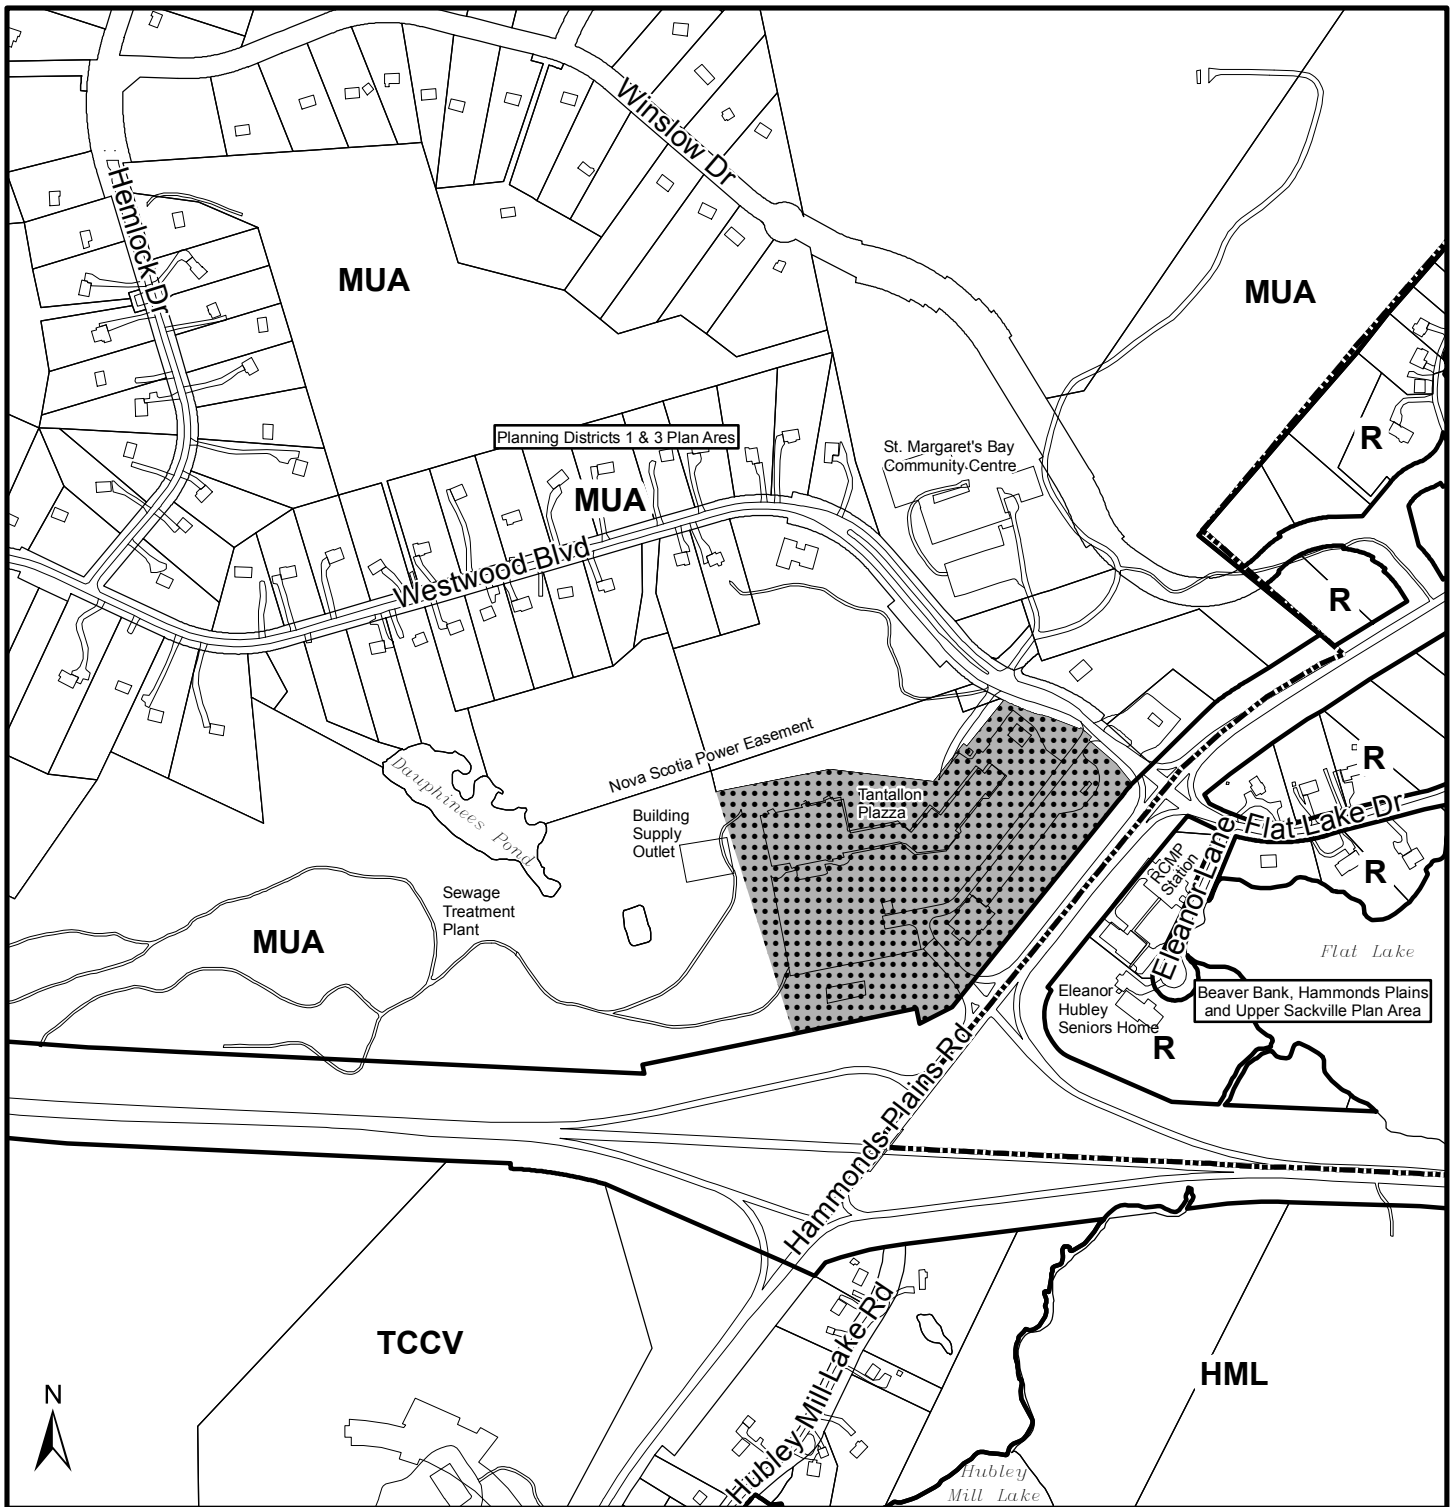 Winslow Dr
Hemlock Dr
MUA
MUA
Planning Districts 1 & 3 Plan Ares
St. Margaret's Bay
Community Centre
R
MUA
Westwood Blvd
R
Nova Scotia Power Easement
Dauphinees Pond
Building
Supply
Outlet
Tantallon
Plazza
R
Flat Lake Dr
RCMP
Station
Eleanor Lane
R
Sewage
Treatment
Plant
MUA
Flat Lake
Eleanor
Hubley
Seniors Home
Beaver Bank, Hammonds Plains
and Upper Sackville Plan Area
R
Hammonds Plains Rd
TCCV
Hubley Mill Lake Rd
HML
N
Hubley
Mill Lake